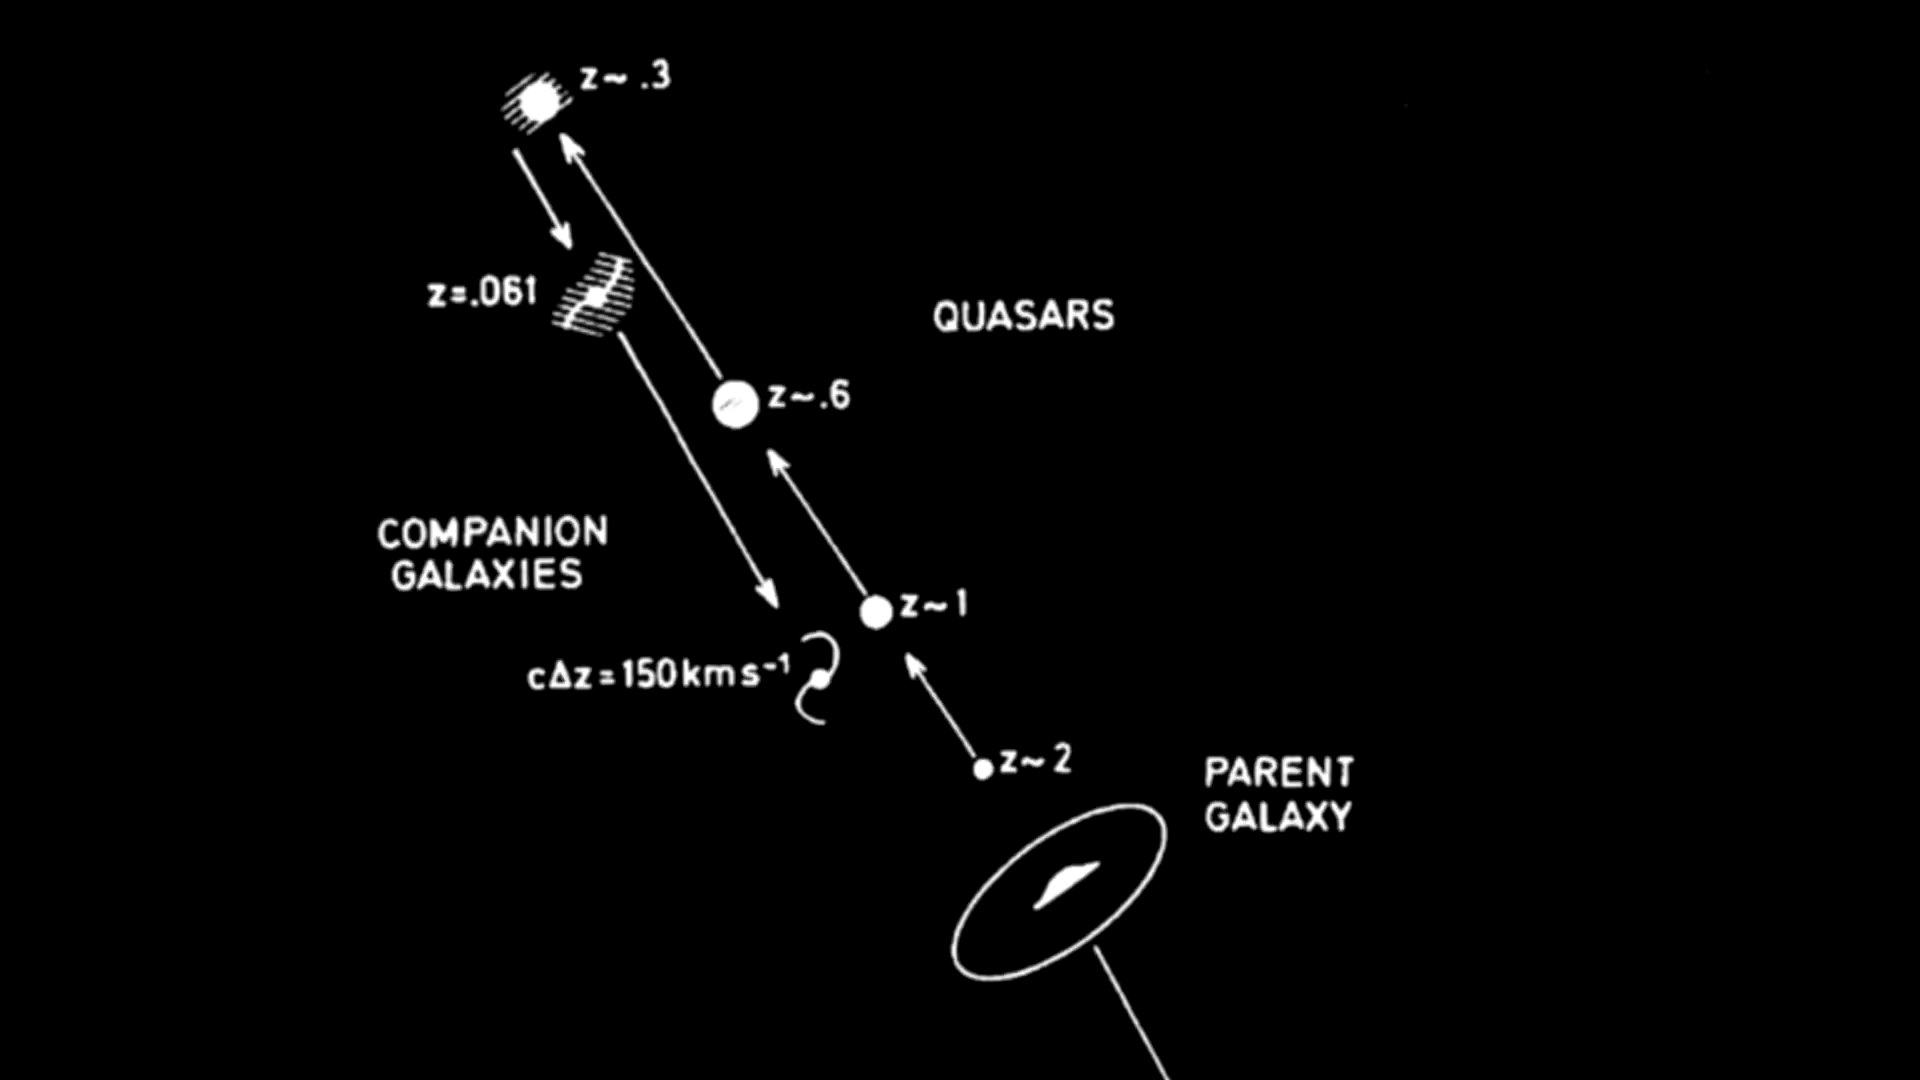 z~ .3
z=.061
QUASARS
z~.6
COMPANION
GALAXIES
z~1
cΔz=150kms⁻¹
z~2
PARENT
GALAXY